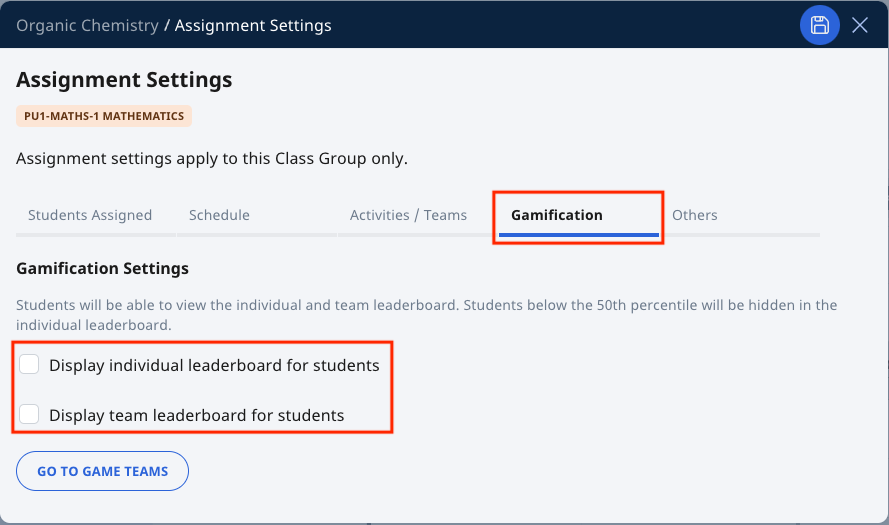 Organic Chemistry / Assignment Settings
Assignment Settings
PU1-MATHS-1 MATHEMATICS
Assignment settings apply to this Class Group only.
Students Assigned
Schedule
Activities / Teams
Gamification
Others
Gamification Settings
Students will be able to view the individual and team leaderboard. Students below the 50th percentile will be hidden in the
individual leaderboard.
Display individual leaderboard for students
Display team leaderboard for students
GO TO GAME TEAMS